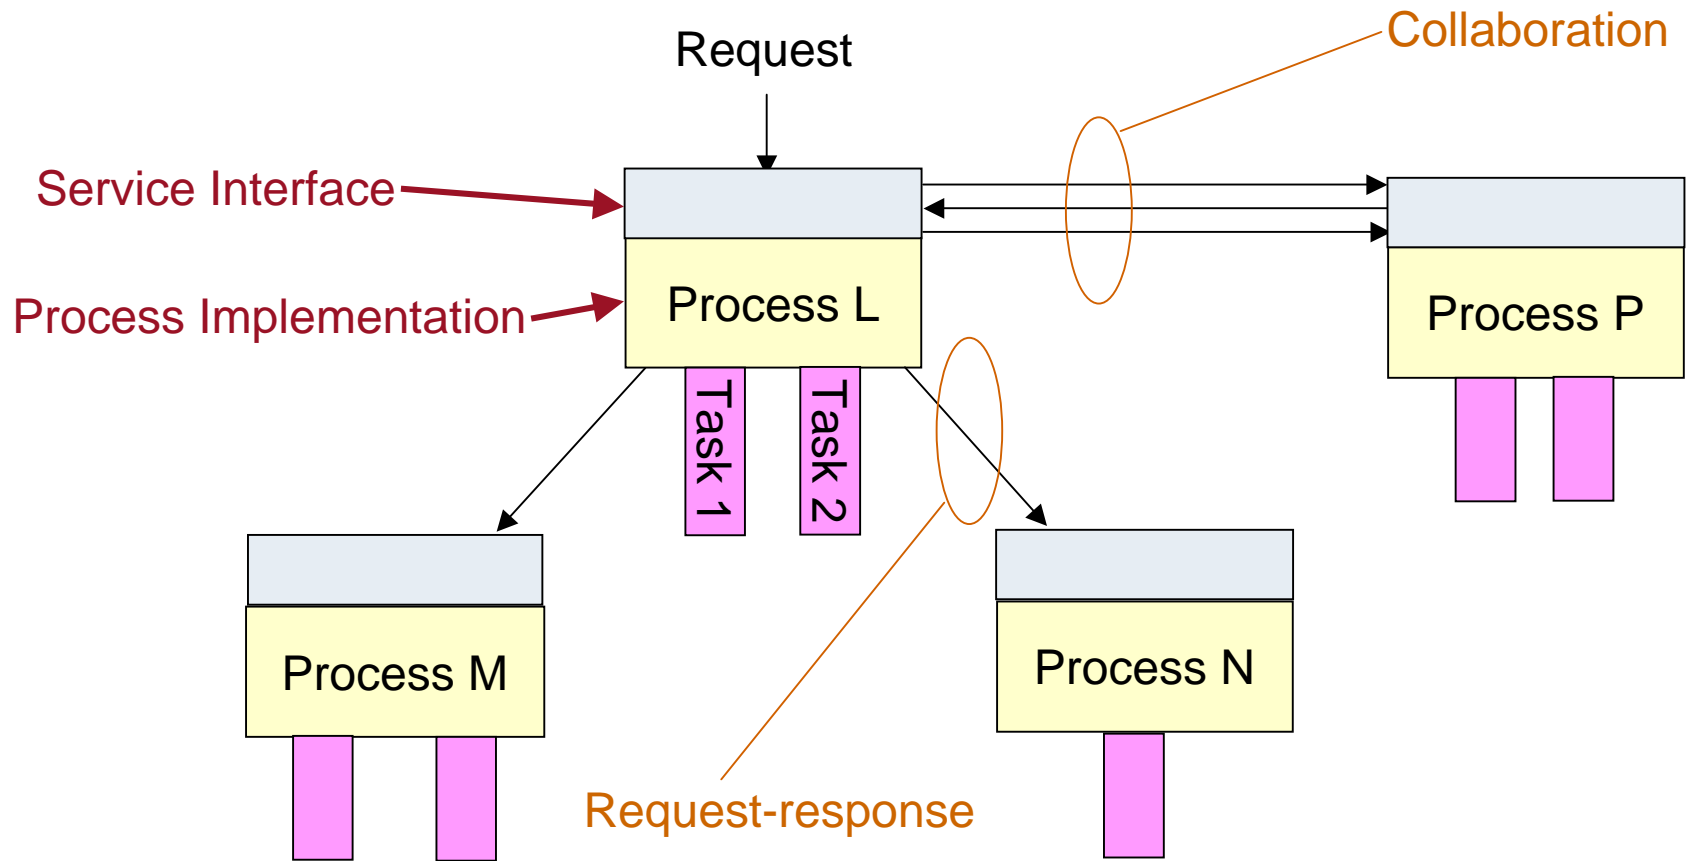 Collaboration
Request
Service Interface
Process Implementation
Process L
Process P
Task 1
Task 2
Process M
Process N
Request-response